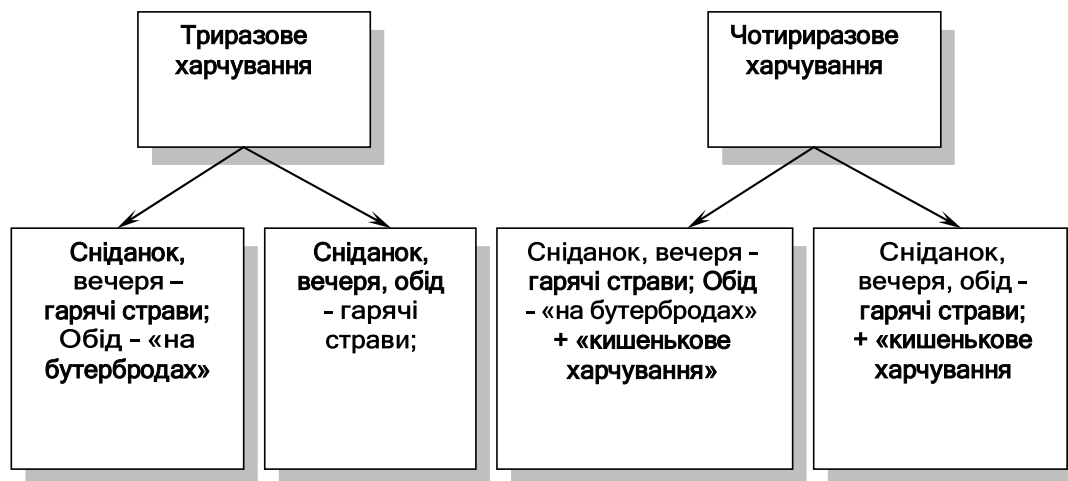 Триразове
харчування
Чотириразове
харчування
Сніданок,
вечеря –
гарячі страви;
Обід – «на
бутербродах»
Сніданок,
вечеря, обід
– гарячі
страви;
Сніданок, вечеря –
гарячі страви; Обід
– «на бутербродах»
+ «кишенькове
харчування»
Сніданок,
вечеря, обід –
гарячі страви;
+ «кишенькове
харчування